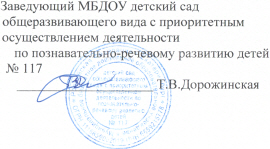 Заведующий МБДОУ детский сад
общеразвивающего вида с приоритетным
осуществлением деятельности
по познавательно-речевому развитию детей
№ 117
Т.В.Дорожинская